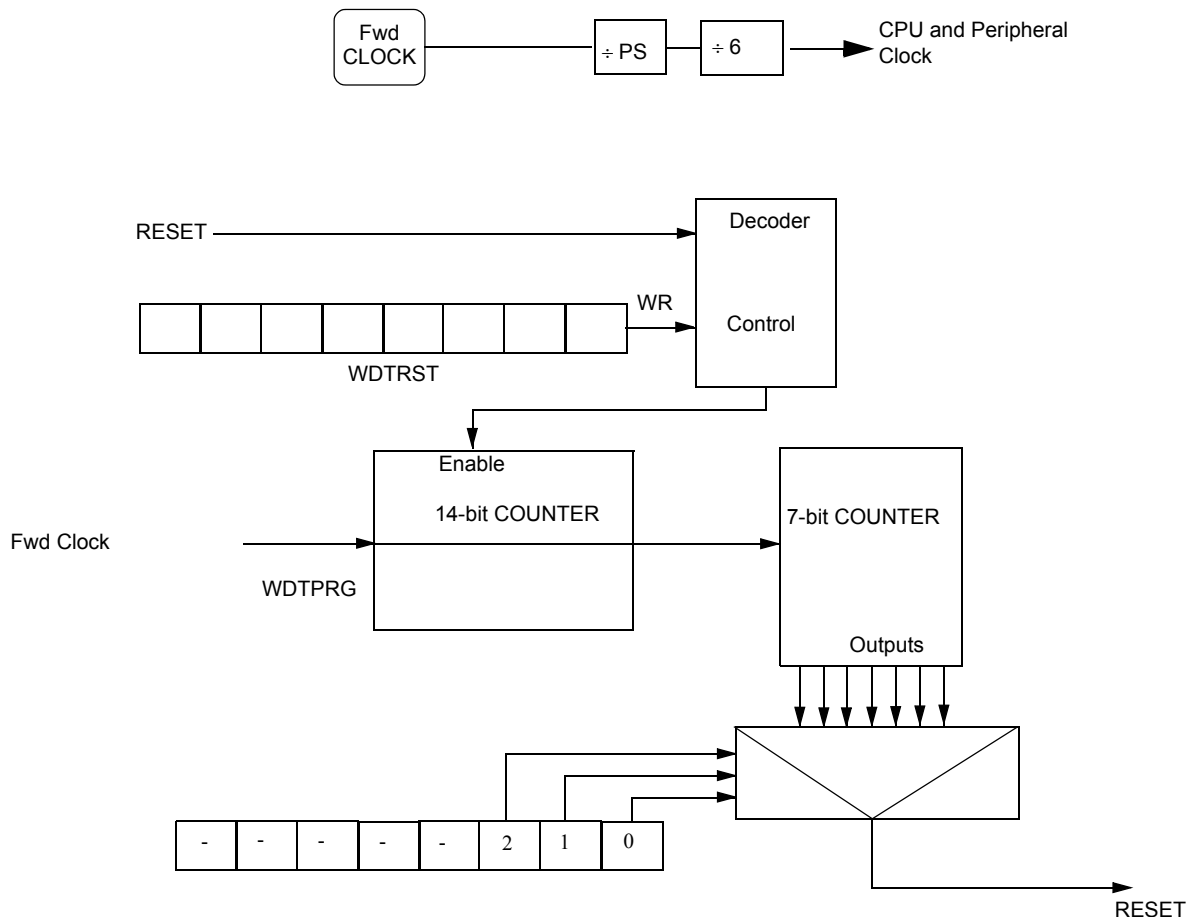 Fwd
CLOCK
÷ PS
÷ 6
CPU and Peripheral
Clock
RESET
Decoder
WR
Control
WDTRST
Enable
14-bit COUNTER
7-bit COUNTER
Fwd Clock
WDTPRG
Outputs
- - - - - 2 1 0
RESET